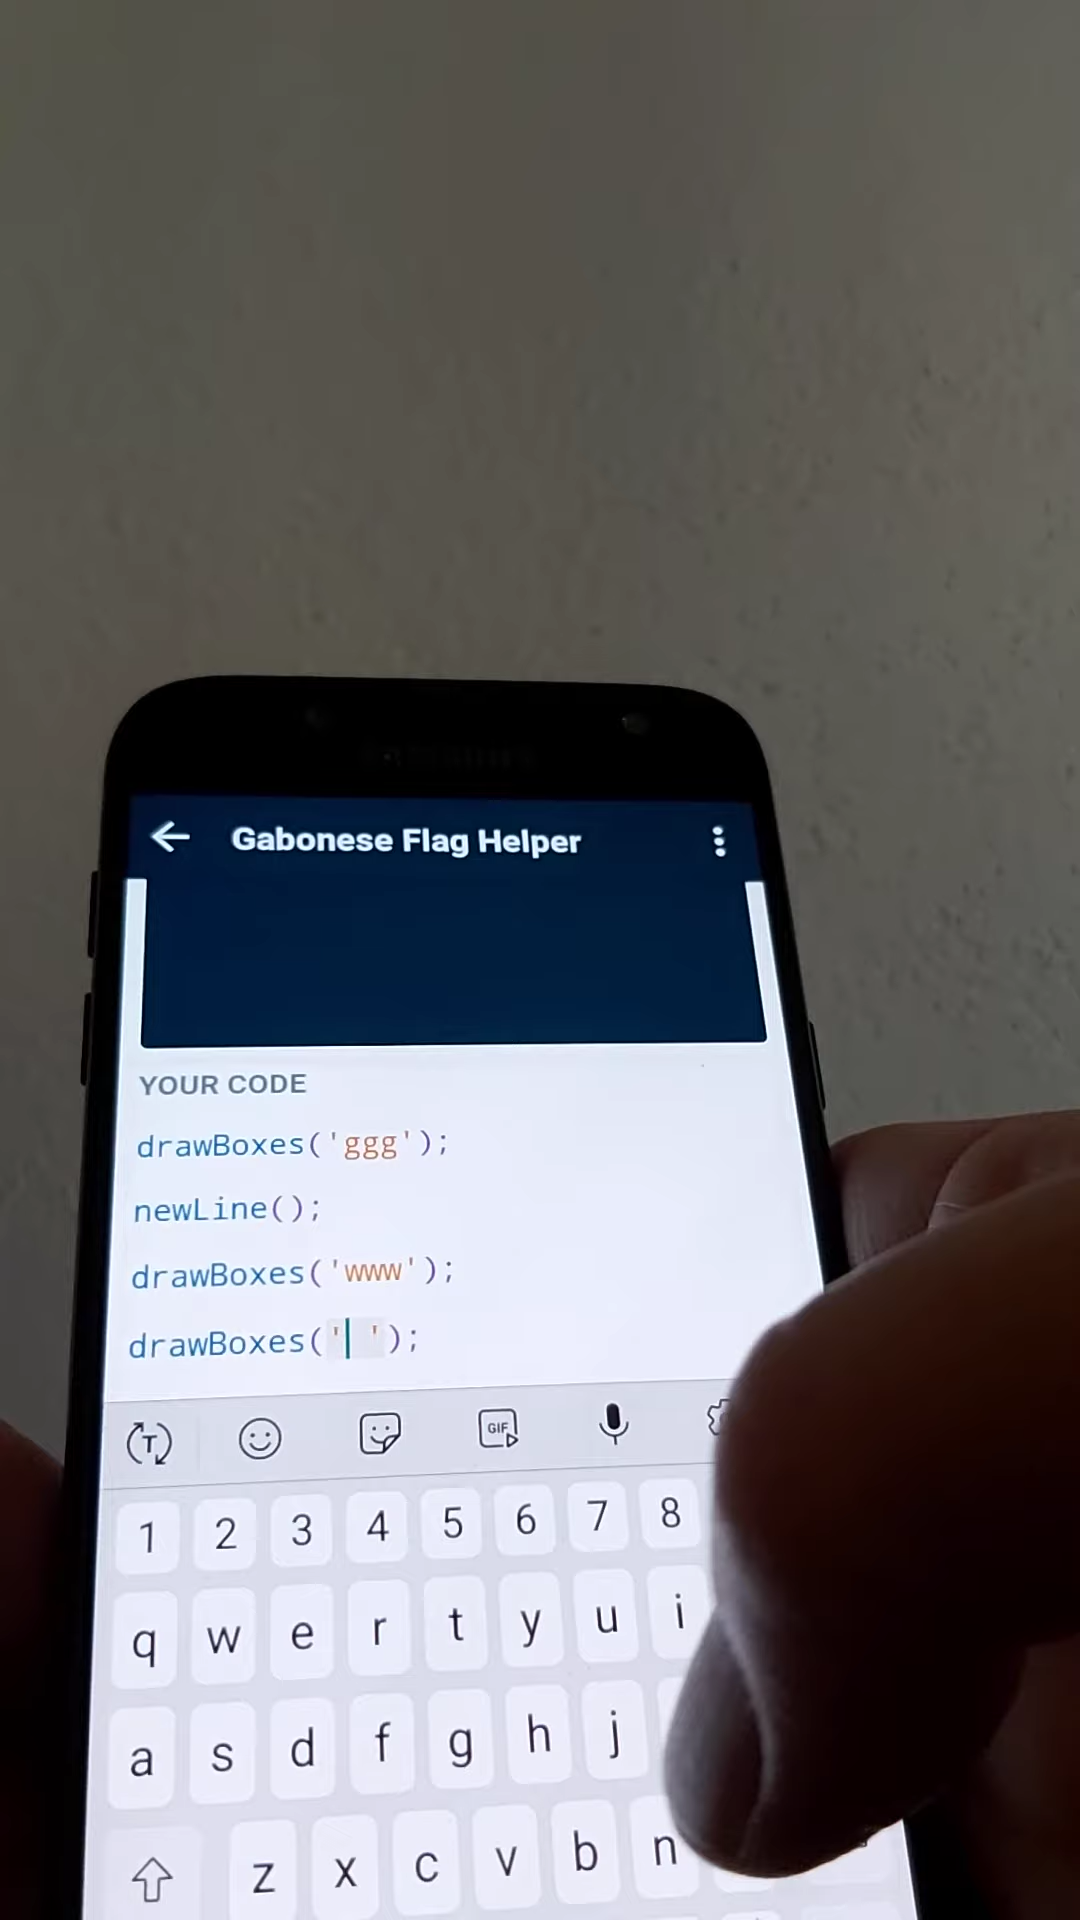 Gabonese Flag Helper
YOUR CODE
drawBoxes('ggg');
newLine();
drawBoxes('www');
drawBoxes(' ');
GIF
1 2 3 4 5 6 7 8
q w e r t y u i
a s d f g h j
z x c v b n